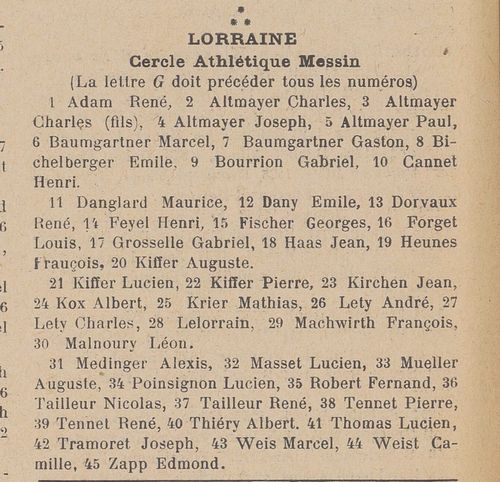 LORRAINE
Cercle Athlétique Messin
(La lettre G doit précéder tous les numéros)
1 Adam René, 2 Altmayer Charles, 3 Altmayer
Charles (fils), 4 Altmayer Joseph, 5 Altmayer Paul,
6 Baumgartner Marcel, 7 Baumgartner Gaston, 8 Bi-
chelberger Emile, 9 Bourrion Gabriel, 10 Cannet
Henri.
11 Danglard Maurice, 12 Dany Emile, 13 Dorvaux
René, 14 Feyel Henri, 15 Fischer Georges, 16 Forget
Louis, 17 Grosselle Gabriel, 18 Haas Jean, 19 Heunes
François, 20 Kiffer Auguste.
21 Kiffer Lucien, 22 Kiffer Pierre, 23 Kirchen Jean,
24 Kox Albert, 25 Krier Mathias, 26 Lety André, 27
Lety Charles, 28 Lelorrain, 29 Machwirth François,
30 Malnoury Léon.
31 Medinger Alexis, 32 Masset Lucien, 33 Mueller
Auguste, 34 Poinsignon Lucien, 35 Robert Fernand, 36
Tailleur Nicolas, 37 Tailleur René, 38 Tennet Pierre,
39 Tennet René, 40 Thiéry Albert. 41 Thomas Lucien,
42 Tramoret Joseph, 43 Weis Marcel, 44 Weist Ca-
mille, 45 Zapp Edmond.